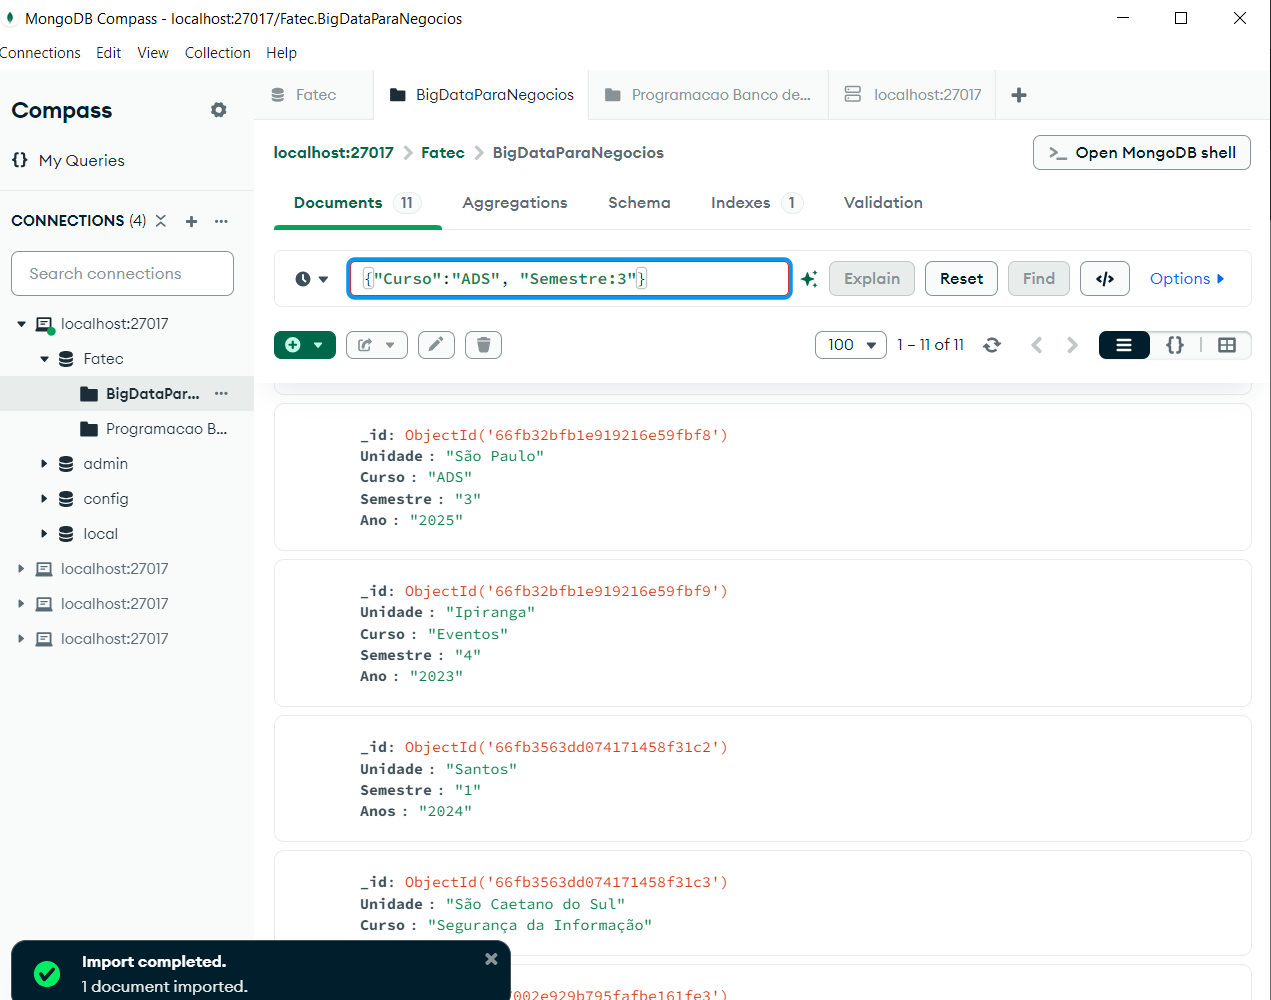 MongoDB Compass - localhost:27017/Fatec.BigDataParaNegocios
Connections Edit View Collection Help
Compass
{} My Queries
CONNECTIONS (4)
Search connections
localhost:27017
Fatec
BigDataPar...
Programacao B...
admin
config
local
localhost:27017
localhost:27017
localhost:27017
Fatec
BigDataParaNegocios
Programacao Banco de...
localhost:27017
localhost:27017 > Fatec > BigDataParaNegocios
>_ Open MongoDB shell
Documents 11 Aggregations Schema Indexes 1 Validation
{"Curso":"ADS", "Semestre:3"}
Explain Reset Find </> Options
100 1 – 11 of 11 {}
_id: ObjectId('66fb32bfb1e919216e59fbf8')
Unidade : "São Paulo"
Curso : "ADS"
Semestre : "3"
Ano : "2025"
_id: ObjectId('66fb32bfb1e919216e59fbf9')
Unidade : "Ipiranga"
Curso : "Eventos"
Semestre : "4"
Ano : "2023"
_id: ObjectId('66fb3563dd074171458f31c2')
Unidade : "Santos"
Semestre : "1"
Anos : "2024"
_id: ObjectId('66fb3563dd074171458f31c3')
Unidade : "São Caetano do Sul"
Curso : "Segurança da Informação"
002e929b795fafbe161fe3')
Import completed.
1 document imported.